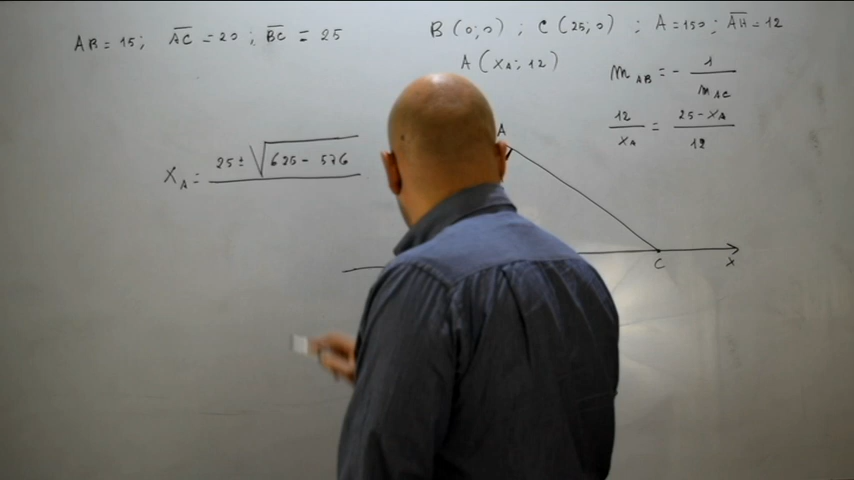 AB = 15; AC = 20; BC = 25
B(0;0); C(25;0); A = 150; AH = 12
A(XA; 12)
mAB = - 1/mAC
12/XA = (25 - XA)/12
XA = 25 ± √625 - 576
A
C
X